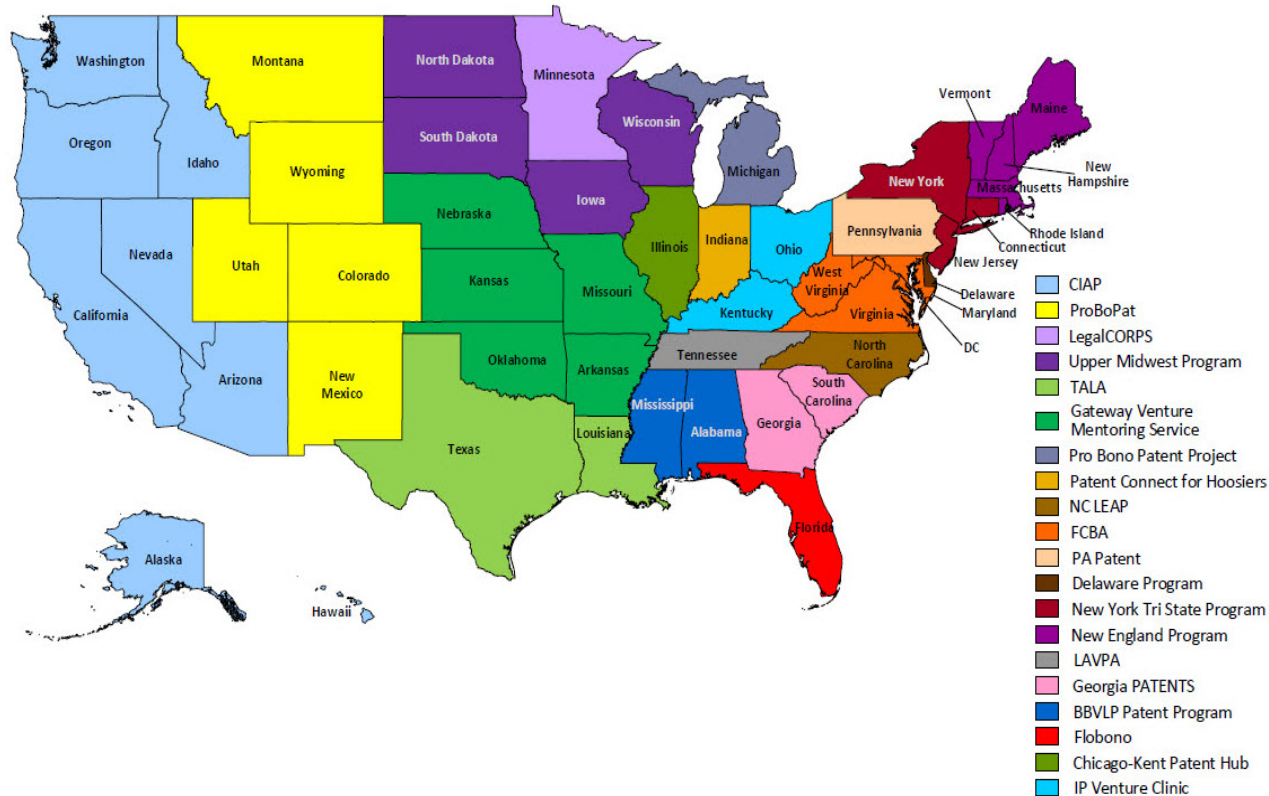 Washington
Montana
North Dakota
Minnesota
Vermont
Maine
Oregon
Idaho
South Dakota
Wisconsin
Wyoming
Michigan
New
Hampshire
New York
Massachusetts
Nebraska
Iowa
Rhode Island
Connecticut
Nevada
Utah
Colorado
Illinois
Indiana
Ohio
Pennsylvania
New Jersey
California
Kansas
Missouri
West
Virginia
Delaware
Maryland
Kentucky
Virginia
DC
Arizona
New
Mexico
Oklahoma
Arkansas
Tennessee
North
Carolina
South
Carolina
Mississippi
Alabama
Georgia
Texas
Louisiana
Florida
Alaska
Hawaii
CIAP
ProBoPat
LegalCORPS
Upper Midwest Program
TALA
Gateway Venture
Mentoring Service
Pro Bono Patent Project
Patent Connect for Hoosiers
NC LEAP
FCBA
PA Patent
Delaware Program
New York Tri State Program
New England Program
LAVPA
Georgia PATENTS
BBVLP Patent Program
Flobono
Chicago-Kent Patent Hub
IP Venture Clinic